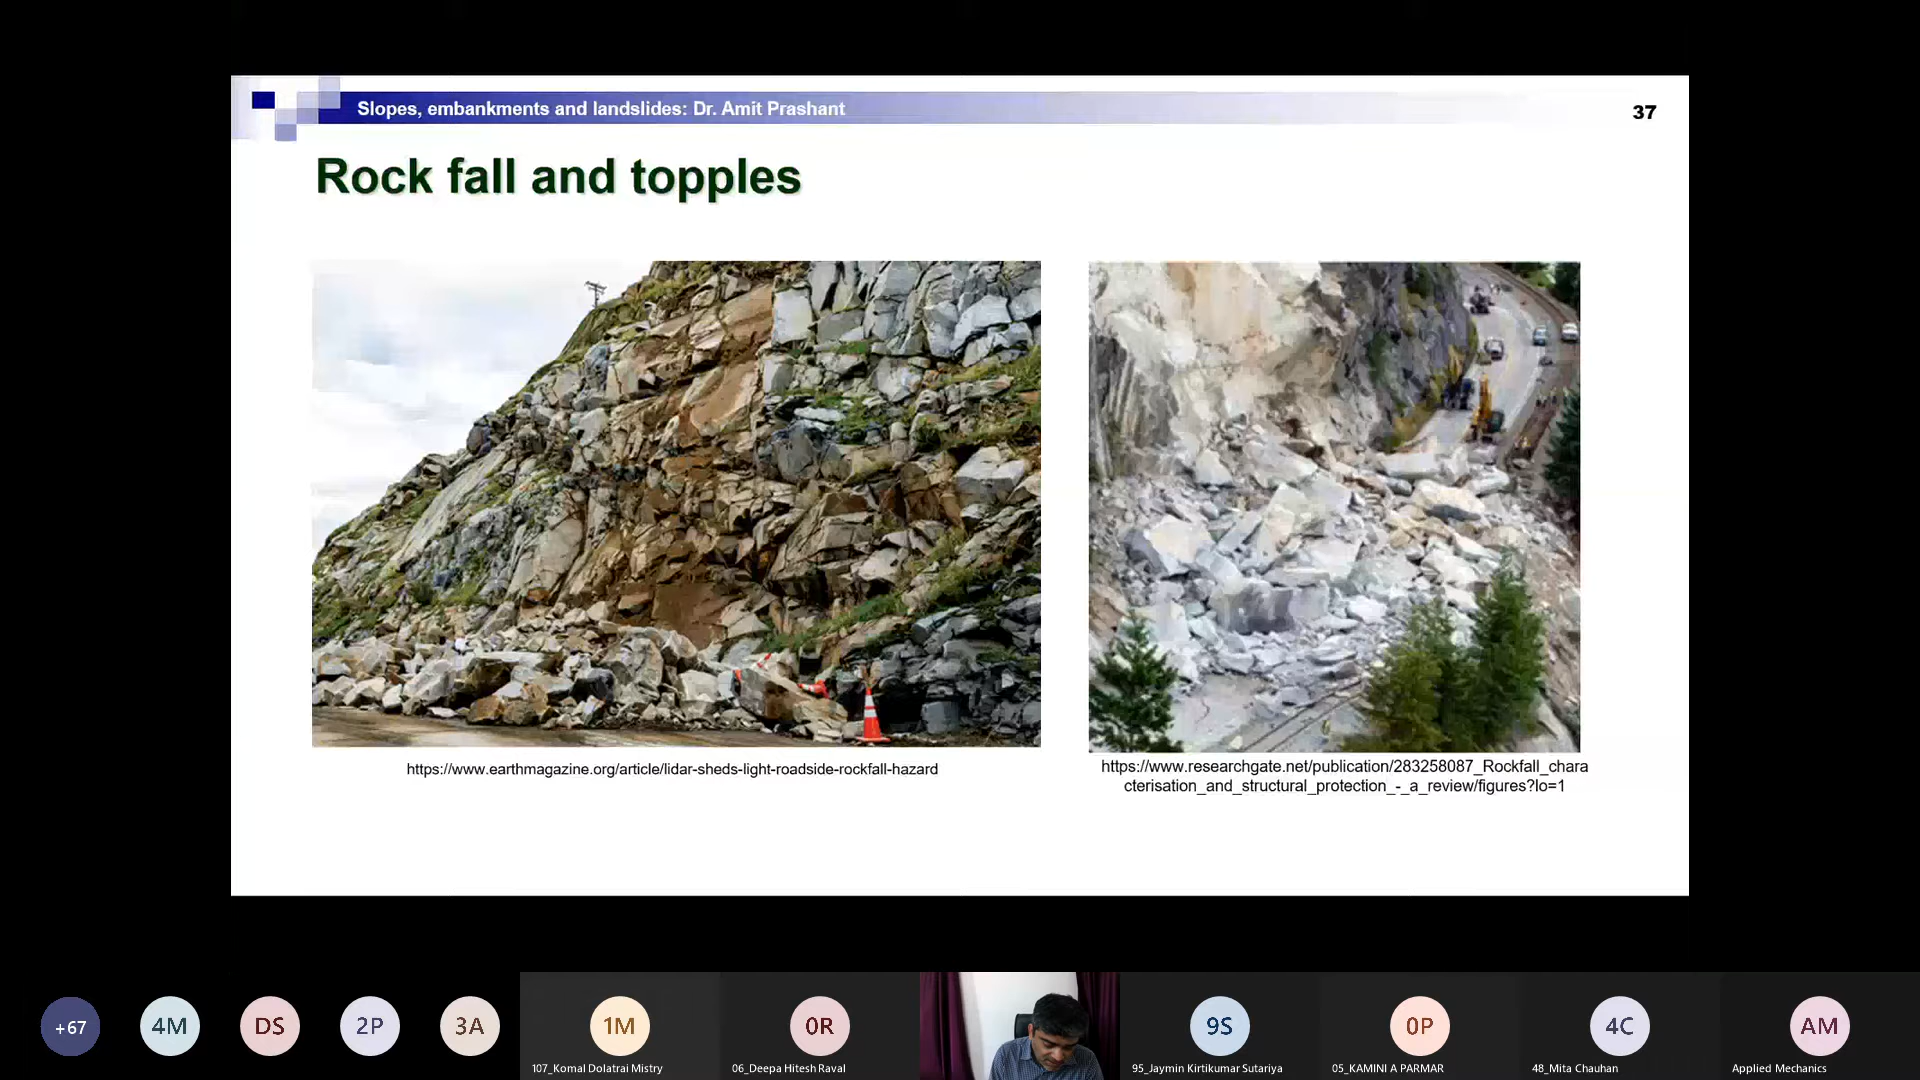 Slopes, embankments and landslides: Dr. Amit Prashant
37
Rock fall and topples
https://www.earthmagazine.org/article/lidar-sheds-light-roadside-rockfall-hazard
https://www.researchgate.net/publication/283258087_Rockfall_chara
cterisation_and_structural_protection_-_a_review/figures?lo=1
+67
4M
DS
2P
3A
1M
0R
9S
0P
4C
AM
107_Komal Dolatrai Mistry
06_Deepa Hitesh Raval
95_Jaymin Kirtikumar Sutariya
05_KAMINI A PARMAR
48_Mita Chauhan
Applied Mechanics